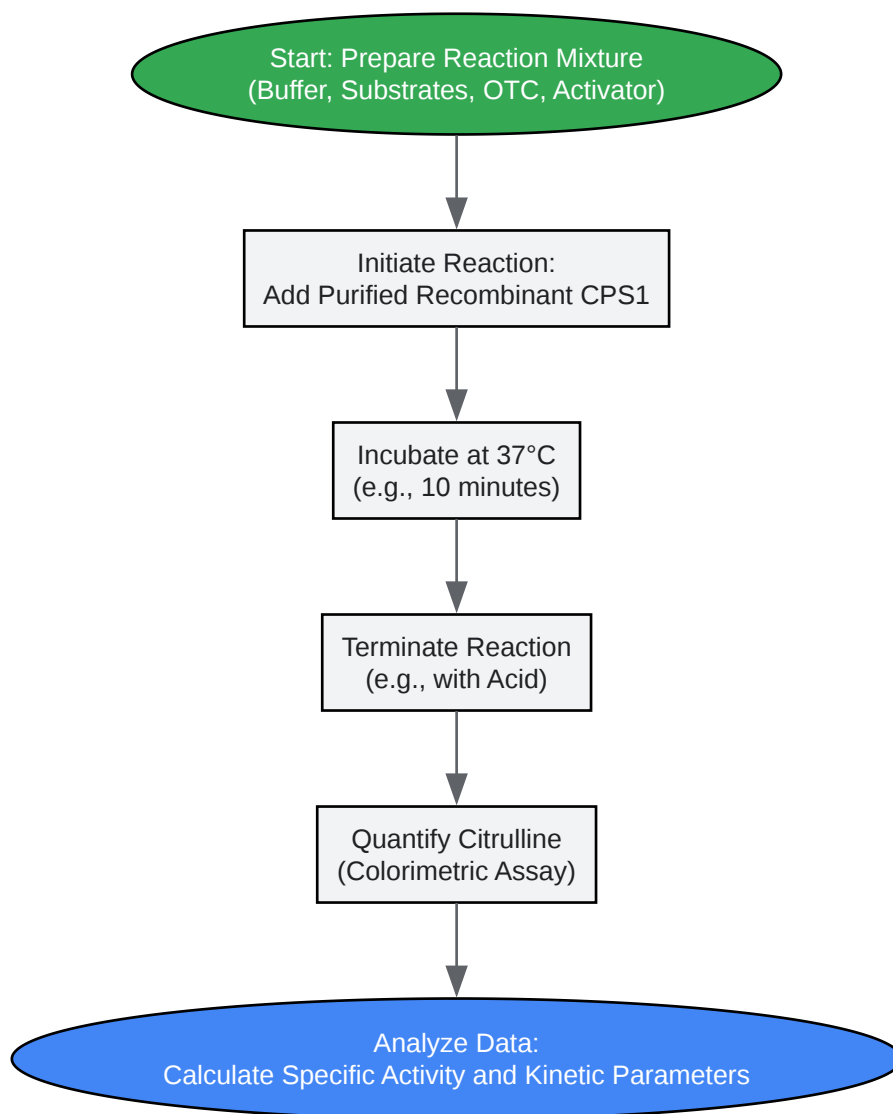 Start: Prepare Reaction Mixture
(Buffer, Substrates, OTC, Activator)
Initiate Reaction:
Add Purified Recombinant CPS1
Incubate at 37°C
(e.g., 10 minutes)
Terminate Reaction
(e.g., with Acid)
Quantify Citrulline
(Colorimetric Assay)
Analyze Data:
Calculate Specific Activity and Kinetic Parameters